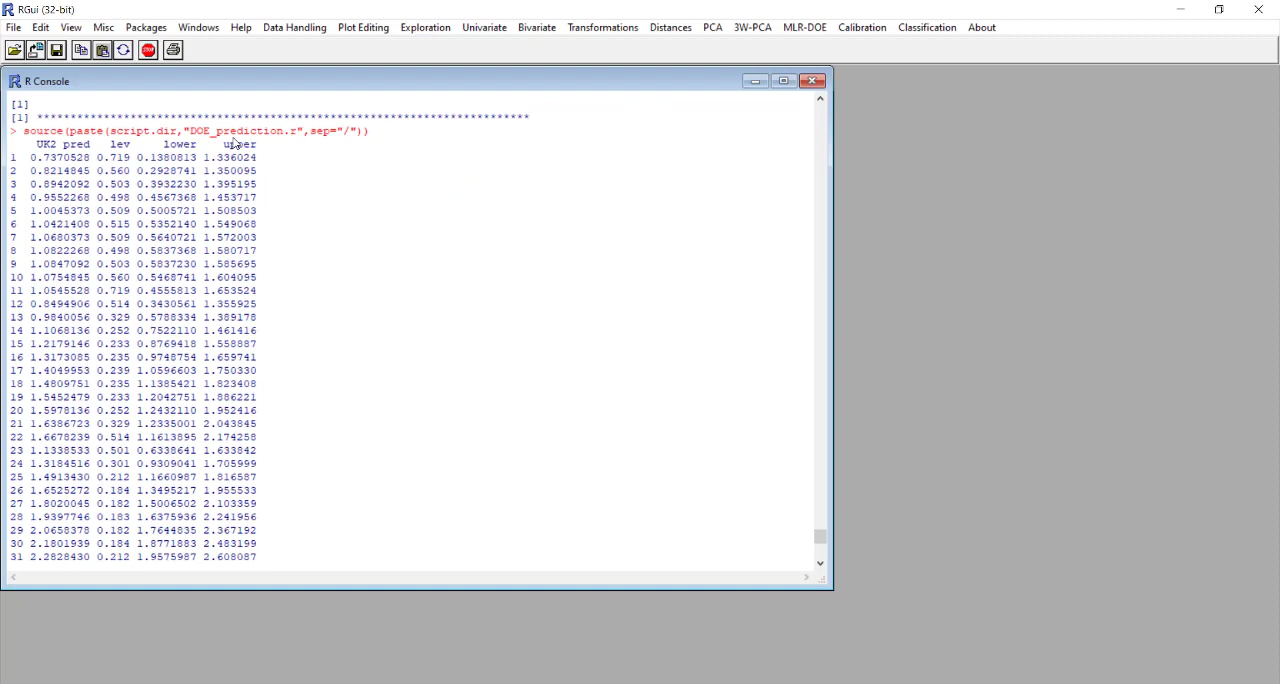 RGui (32-bit)
File Edit View Misc Packages Windows Help Data Handling Plot Editing Exploration Univariate Bivariate Transformations Distances PCA 3W-PCA MLR-DOE Calibration Classification About
STOP
R Console
[1]
[1] **************************************************************************
> source(paste(script.dir,"DOE_prediction.r",sep="/"))
UK2 pred lev lower upper
1 0.7370528 0.719 0.1380813 1.336024
2 0.8214845 0.560 0.2928741 1.350095
3 0.8942092 0.503 0.3932230 1.395195
4 0.9552268 0.498 0.4567368 1.453717
5 1.0045373 0.509 0.5005721 1.508503
6 1.0421408 0.515 0.5352140 1.549068
7 1.0680373 0.509 0.5640721 1.572003
8 1.0822268 0.498 0.5837368 1.580717
9 1.0847092 0.503 0.5837230 1.585695
10 1.0754845 0.560 0.5468741 1.604095
11 1.0545528 0.719 0.4555813 1.653524
12 0.8494906 0.514 0.3430561 1.355925
13 0.9840056 0.329 0.5788334 1.389178
14 1.1068136 0.252 0.7522110 1.461416
15 1.2179146 0.233 0.8769418 1.558887
16 1.3173085 0.235 0.9748754 1.659741
17 1.4049953 0.239 1.0596603 1.750330
18 1.4809751 0.235 1.1385421 1.823408
19 1.5452479 0.233 1.2042751 1.886221
20 1.5978136 0.252 1.2432110 1.952416
21 1.6386723 0.329 1.2335001 2.043845
22 1.6678239 0.514 1.1613895 2.174258
23 1.1338533 0.501 0.6338641 1.633842
24 1.3184516 0.301 0.9309041 1.705999
25 1.4913430 0.212 1.1660987 1.816587
26 1.6525272 0.184 1.3495217 1.955533
27 1.8020045 0.182 1.5006502 2.103359
28 1.9397746 0.183 1.6375936 2.241956
29 2.0658378 0.182 1.7644835 2.367192
30 2.1801939 0.184 1.8771883 2.483199
31 2.2828430 0.212 1.9575987 2.608087